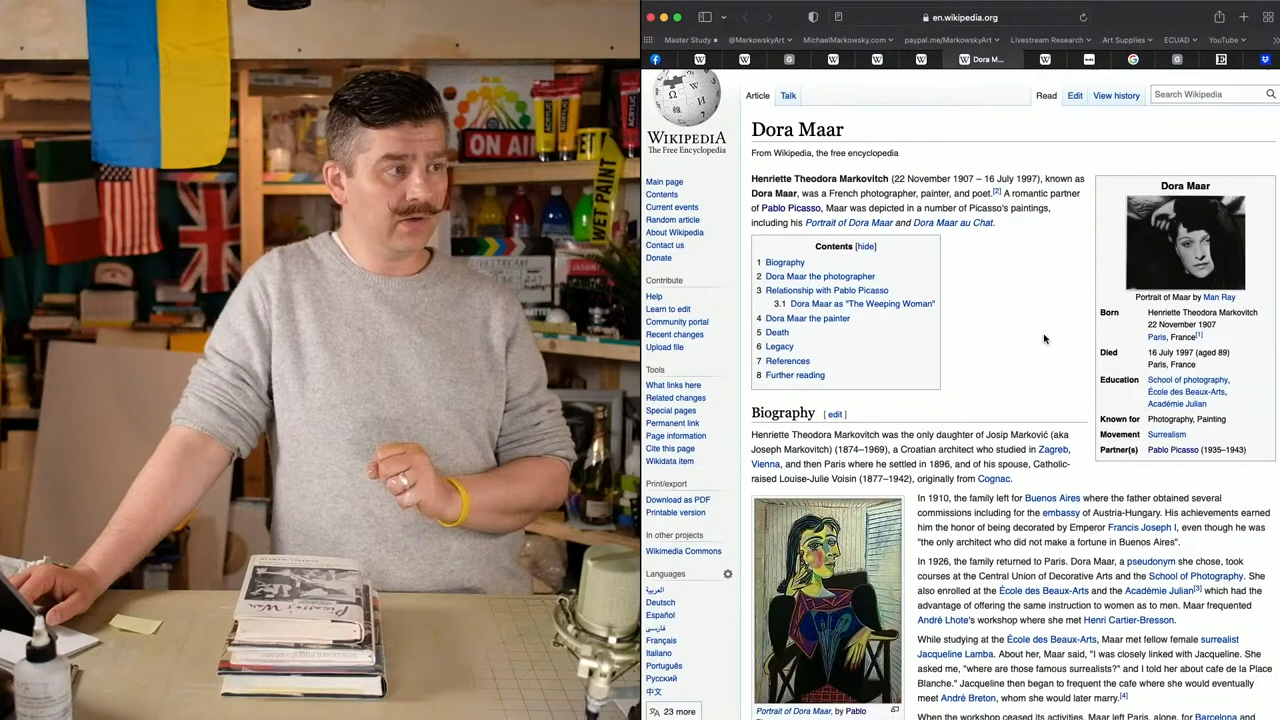 ON AIR
ACRYLIC
ACRYLIC
WET PAINT
LIVESTREAM
Picasso's War
en.wikipedia.org
Master Study
@MarkowskyArt
MichaelMarkowsky.com
paypal.me/MarkowskyArt
Livestream Research
Art Supplies
ECUAD
YouTube
Dora M...
WIKIPEDIA
The Free Encyclopedia
Main page
Contents
Current events
Random article
About Wikipedia
Contact us
Donate
Contribute
Help
Learn to edit
Community portal
Recent changes
Upload file
Tools
What links here
Related changes
Special pages
Permanent link
Page information
Cite this page
Wikidata item
Print/export
Download as PDF
Printable version
In other projects
Wikimedia Commons
Languages
العربية
Deutsch
Español
فارسی
Français
Italiano
Português
Русский
中文
23 more
Article
Talk
Read
Edit
View history
Search Wikipedia
Dora Maar
From Wikipedia, the free encyclopedia
Henriette Theodora Markovitch (22 November 1907 – 16 July 1997), known as
Dora Maar, was a French photographer, painter, and poet.[2] A romantic partner
of Pablo Picasso, Maar was depicted in a number of Picasso's paintings,
including his Portrait of Dora Maar and Dora Maar au Chat.
Contents [hide]
1 Biography
2 Dora Maar the photographer
3 Relationship with Pablo Picasso
3.1 Dora Maar as "The Weeping Woman"
4 Dora Maar the painter
5 Death
6 Legacy
7 References
8 Further reading
Dora Maar
Portrait of Maar by Man Ray
Born Henriette Theodora Markovitch
22 November 1907
Paris, France[1]
Died 16 July 1997 (aged 89)
Paris, France
Education School of photography,
École des Beaux-Arts,
Académie Julian
Known for Photography, Painting
Movement Surrealism
Partner(s) Pablo Picasso (1935–1943)
Biography [ edit ]
Henriette Theodora Markovitch was the only daughter of Josip Marković (aka
Joseph Markovitch) (1874–1969), a Croatian architect who studied in Zagreb,
Vienna, and then Paris where he settled in 1896, and of his spouse, Catholic-
raised Louise-Julie Voisin (1877–1942), originally from Cognac.
In 1910, the family left for Buenos Aires where the father obtained several
commissions including for the embassy of Austria-Hungary. His achievements earned
him the honor of being decorated by Emperor Francis Joseph I, even though he was
"the only architect who did not make a fortune in Buenos Aires".
In 1926, the family returned to Paris. Dora Maar, a pseudonym she chose, took
courses at the Central Union of Decorative Arts and the School of Photography. She
also enrolled at the École des Beaux-Arts and the Académie Julian[3] which had the
advantage of offering the same instruction to women as to men. Maar frequented
André Lhote's workshop where she met Henri Cartier-Bresson.
While studying at the École des Beaux-Arts, Maar met fellow female surrealist
Jacqueline Lamba. About her, Maar said, "I was closely linked with Jacqueline. She
asked me, "where are those famous surrealists?" and I told her about cafe de la Place
Blanche." Jacqueline then began to frequent the cafe where she would eventually
meet André Breton, whom she would later marry.[4]
When the workshop ceased its activities, Maar left Paris, alone, for Barcelona and
Portrait of Dora Maar, by Pablo